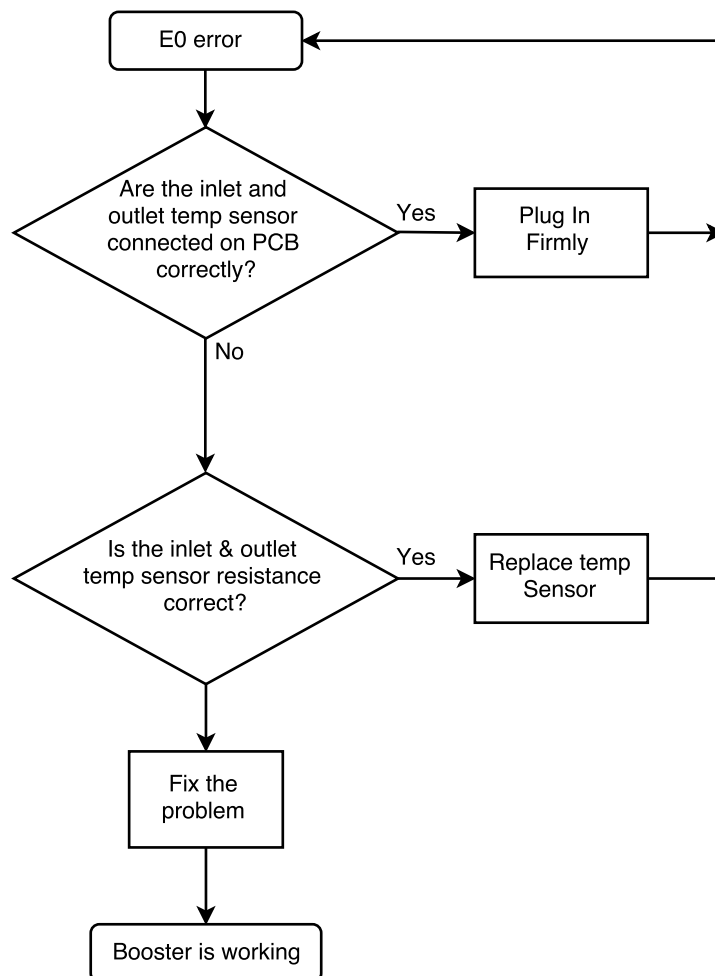 E0 error
Are the inlet and
outlet temp sensor
connected on PCB
correctly?
Yes
Plug In
Firmly
No
Is the inlet & outlet
temp sensor resistance
correct?
Yes
Replace temp
Sensor
Fix the
problem
Booster is working